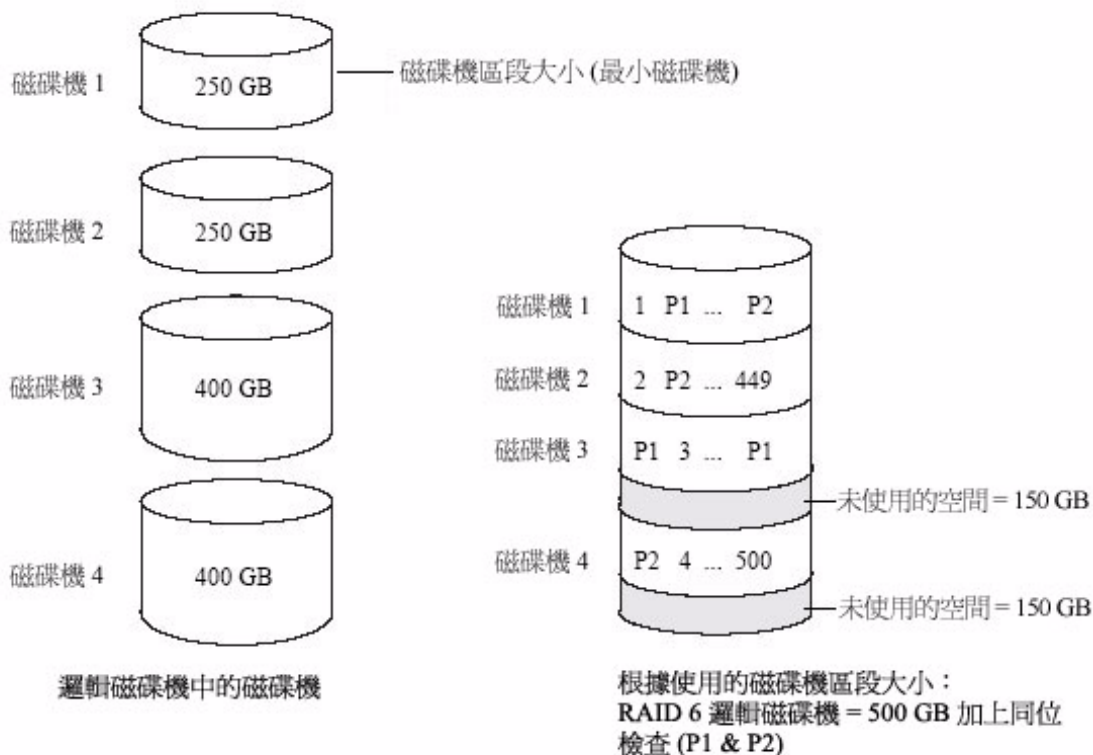 磁碟機 1
250 GB
磁碟機區段大小 (最小磁碟機)
磁碟機 2
250 GB
磁碟機 3
400 GB
磁碟機 4
400 GB
邏輯磁碟機中的磁碟機
磁碟機 1
1 P1 ... P2
磁碟機 2
2 P2 ... 449
磁碟機 3
P1 3 ... P1
未使用的空間 = 150 GB
磁碟機 4
P2 4 ... 500
未使用的空間 = 150 GB
根據使用的磁碟機區段大小：
RAID 6 邏輯磁碟機 = 500 GB 加上同位
檢查 (P1 & P2)